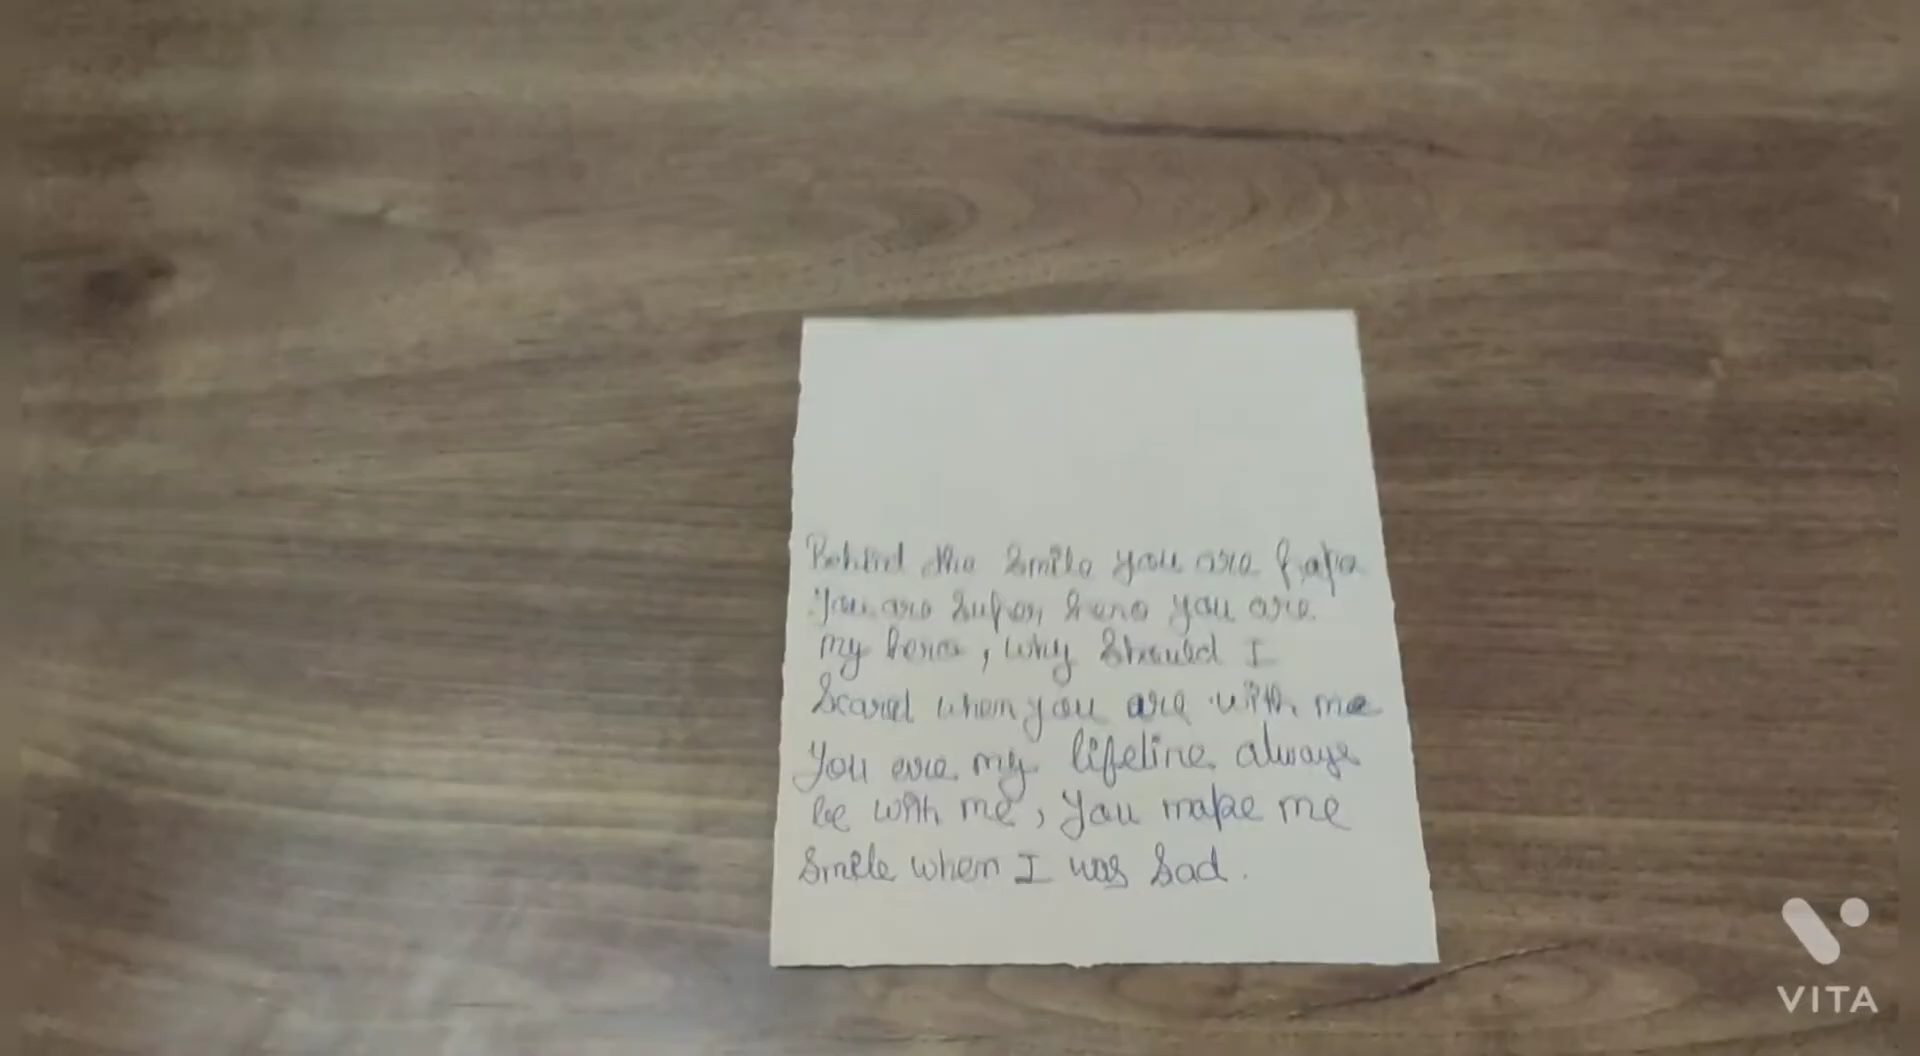 Behind the smile you are papa
You are super hero you are
my hero, why should I
Scared when you are with me
You are my lifeline always
be with me, you make me
Smile when I was sad.
VITA